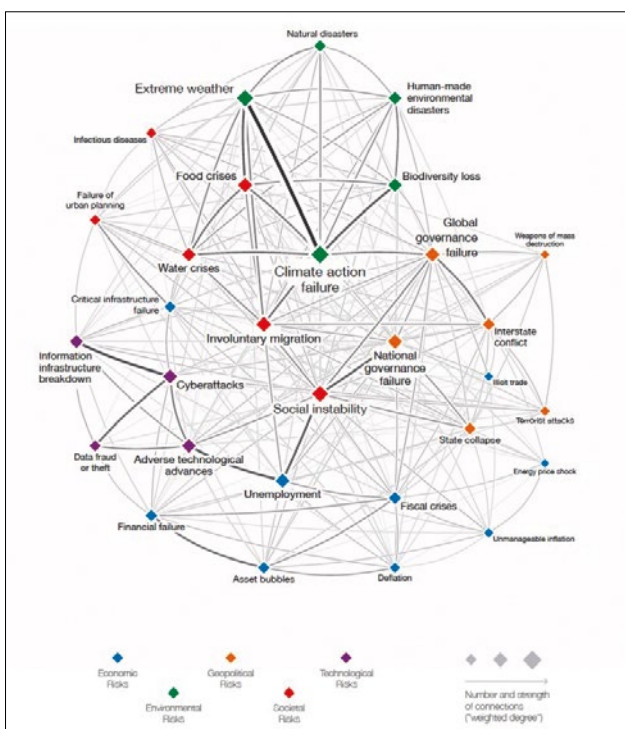 Natural disasters
Extreme weather
Human-made
environmental
disasters
Infectious diseases
Food crises
Biodiversity loss
Failure of
urban planning
Global
governance
failure
Weapons of mass
destruction
Water crises
Climate action
failure
Critical infrastructure
failure
Involuntary migration
Interstate
conflict
Information
infrastructure
breakdown
National
governance
failure
Cyberattacks
Illicit trade
Social instability
Terrorist attacks
State collapse
Data fraud
or theft
Adverse technological
advances
Energy price shock
Unemployment
Fiscal crises
Financial failure
Unmanageable inflation
Asset bubbles
Deflation
Economic
Risks
Geopolitical
Risks
Technological
Risks
Environmental
Risks
Societal
Risks
Number and strength
of connections
("weighted degree")